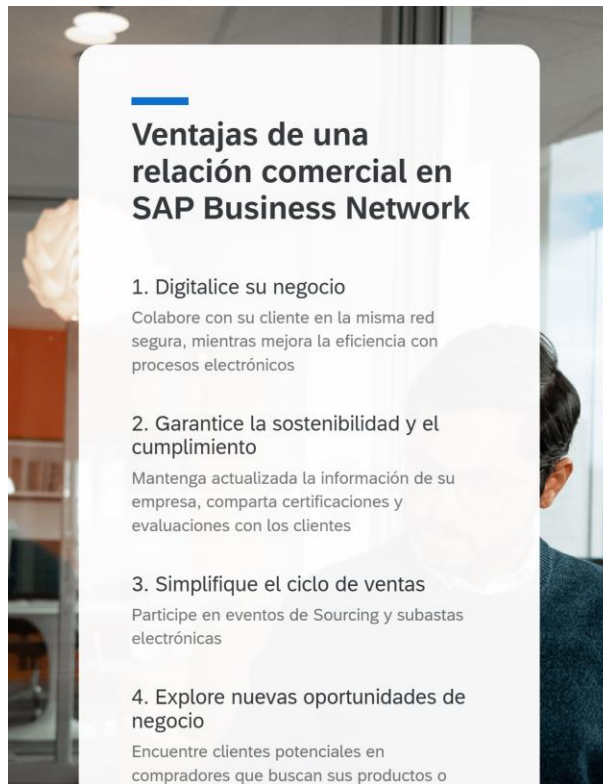 Ventajas de una
relación comercial en
SAP Business Network
1. Digitalice su negocio
Colabore con su cliente en la misma red
segura, mientras mejora la eficiencia con
procesos electrónicos
2. Garantice la sostenibilidad y el
cumplimiento
Mantenga actualizada la información de su
empresa, comparta certificaciones y
evaluaciones con los clientes
3. Simplifique el ciclo de ventas
Participe en eventos de Sourcing y subastas
electrónicas
4. Explore nuevas oportunidades de
negocio
Encuentre clientes potenciales en
compradores que buscan sus productos o